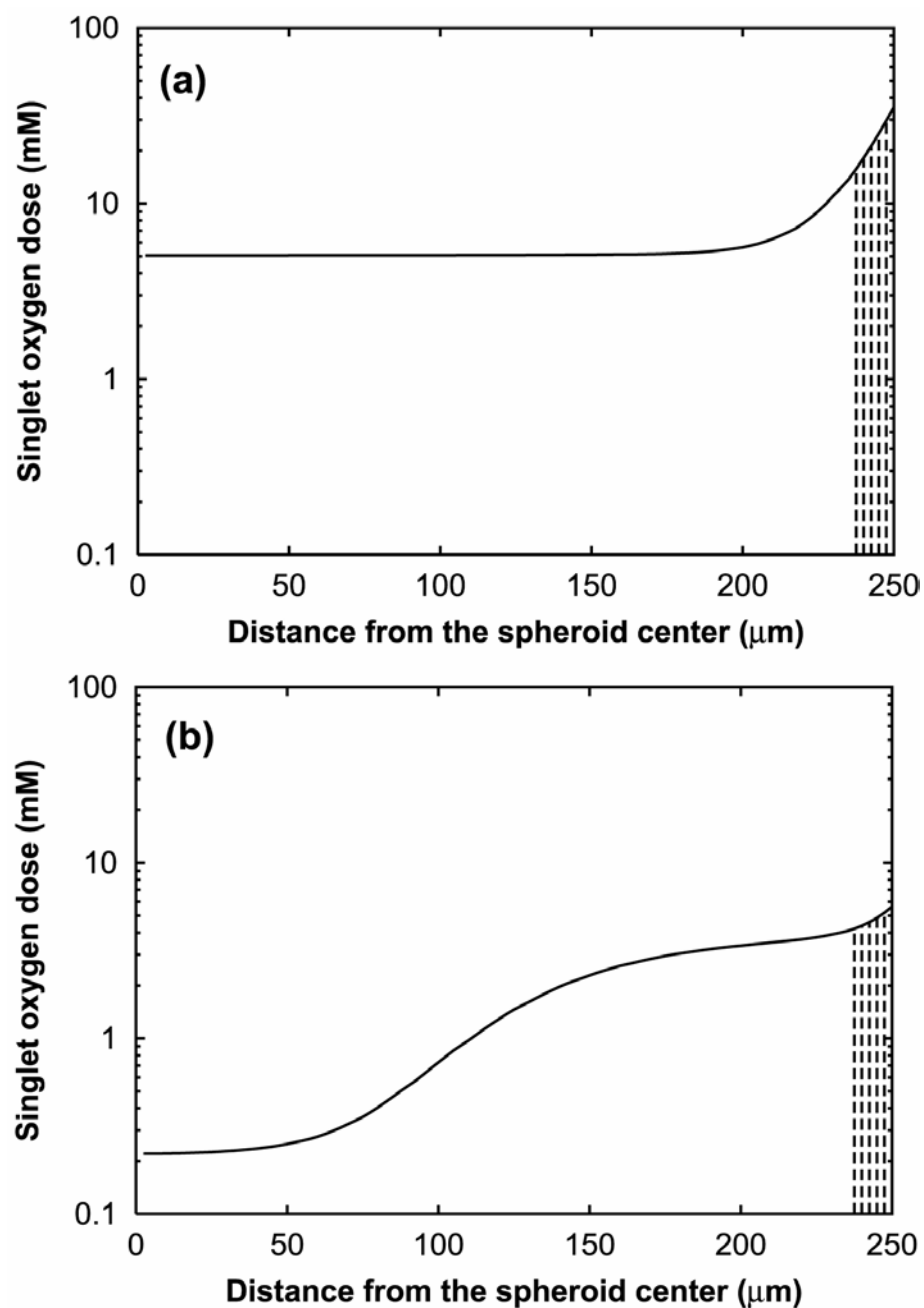 (a)
Singlet oxygen dose (mM)
100
10
1
0.1
0 50 100 150 200 250
Distance from the spheroid center (μm)
(b)
Singlet oxygen dose (mM)
100
10
1
0.1
0 50 100 150 200 250
Distance from the spheroid center (μm)